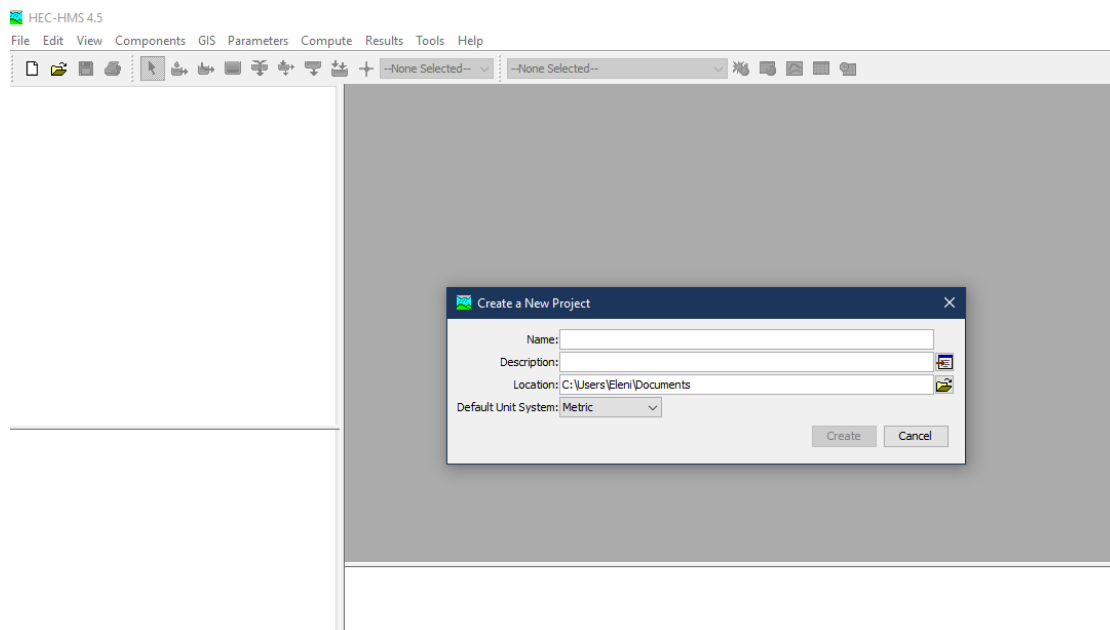 HEC-HMS 4.5
File Edit View Components GIS Parameters Compute Results Tools Help
--None Selected-- --None Selected--
Create a New Project
Name:
Description:
Location: C:\Users\Eleni\Documents
Default Unit System: Metric
Create Cancel